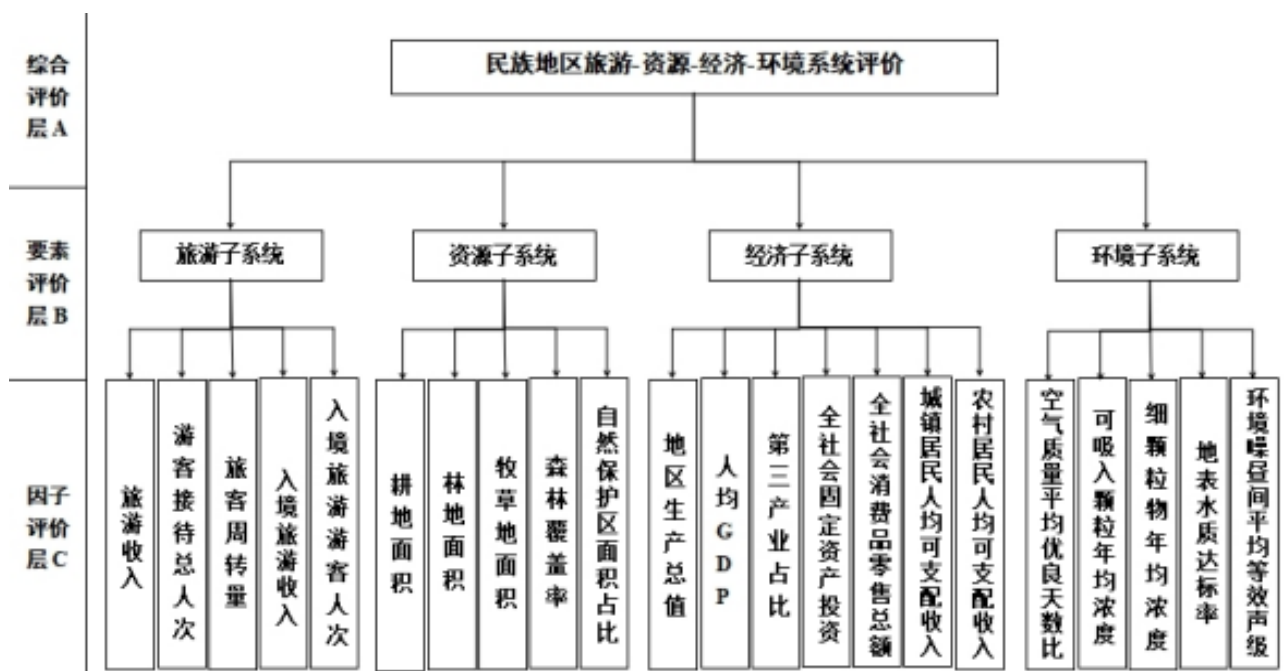 综合
评价
层 A
民族地区旅游-资源-经济-环境系统评价
要素
评价
层 B
旅游子系统
资源子系统
经济子系统
环境子系统
因子
评价
层 C
旅游收入
游客接待总人次
旅客周转量
入境旅游收入
入境旅游游客人次
耕地面积
林地面积
牧草地面积
森林覆盖率
自然保护区面积占比
地区生产总值
人均GDP
第三产业占比
全社会固定资产投资
全社会消费品零售总额
城镇居民人均可支配收入
农村居民人均可支配收入
空气质量平均优良天数比
可吸入颗粒年均浓度
细颗粒物年均浓度
地表水质达标率
环境噪昼间平均等效声级